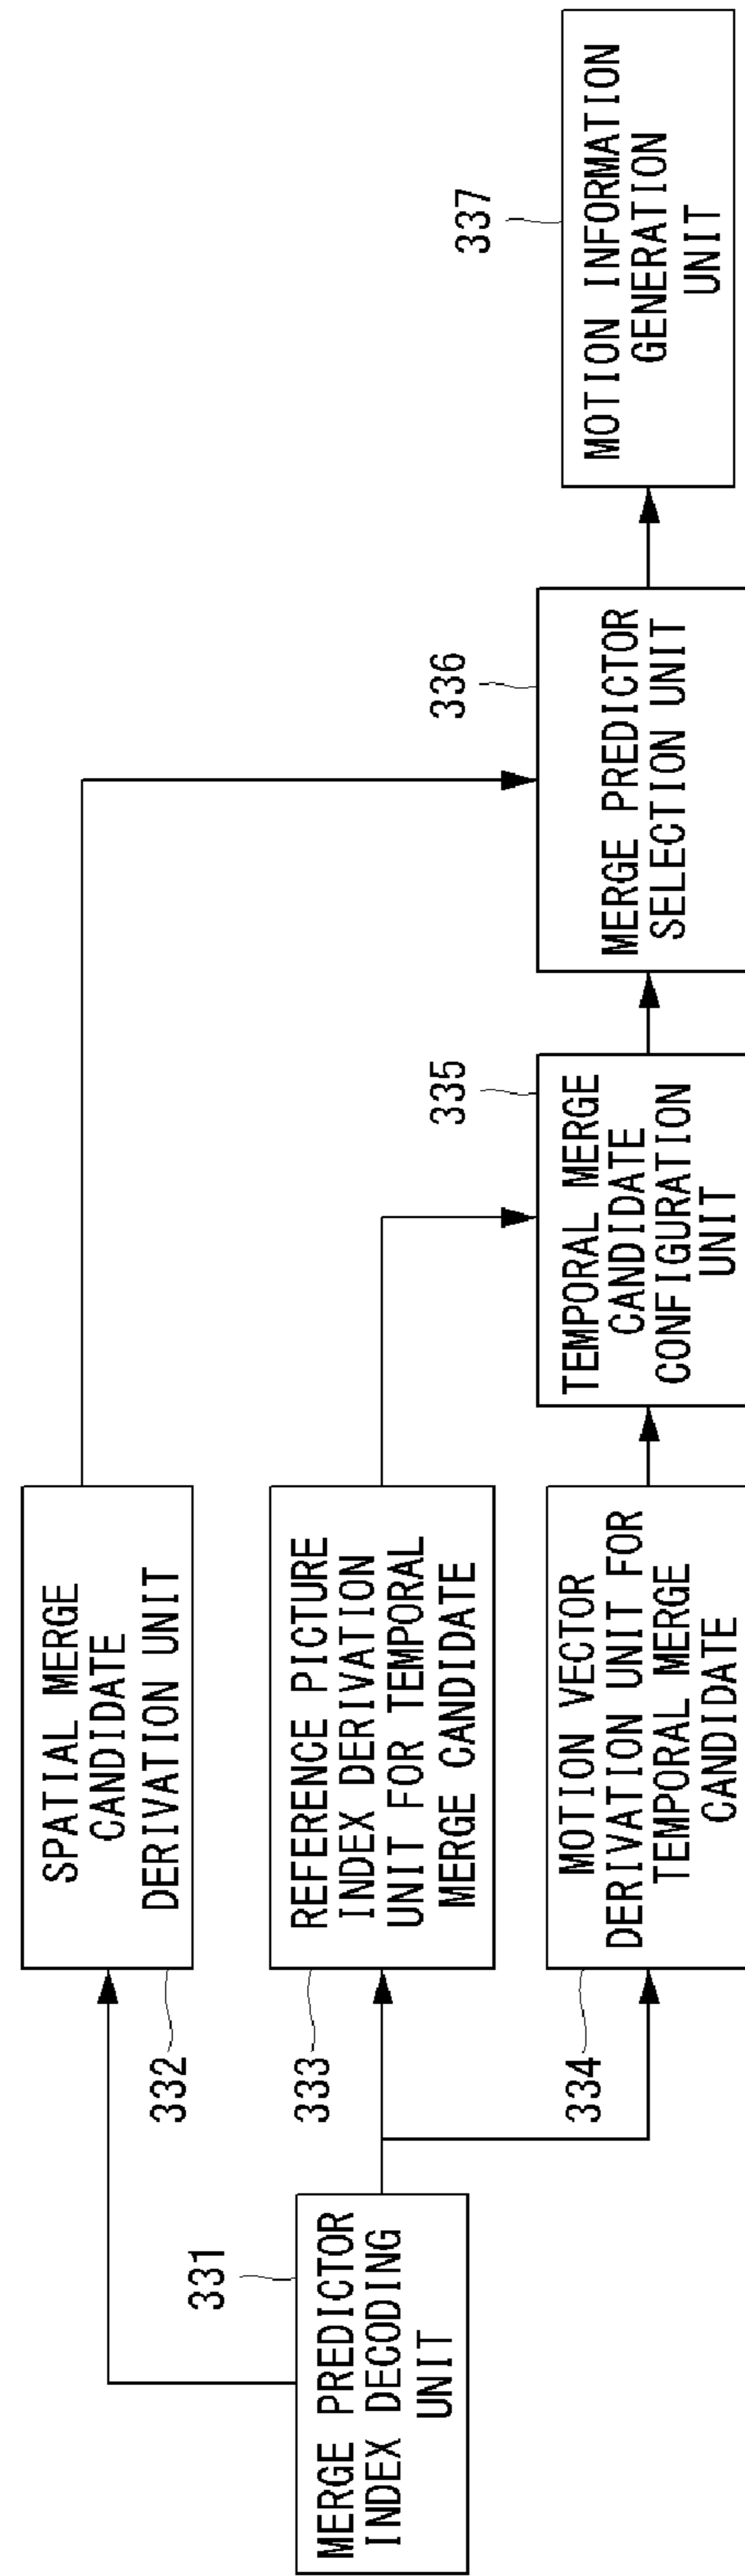 331
MERGE PREDICTOR
INDEX DECODING
UNIT
332
SPATIAL MERGE
CANDIDATE
DERIVATION UNIT
333
REFERENCE PICTURE
INDEX DERIVATION
UNIT FOR TEMPORAL
MERGE CANDIDATE
334
MOTION VECTOR
DERIVATION UNIT FOR
TEMPORAL MERGE
CANDIDATE
335
TEMPORAL MERGE
CANDIDATE
CONFIGURATION
UNIT
336
MERGE PREDICTOR
SELECTION UNIT
337
MOTION INFORMATION
GENERATION
UNIT